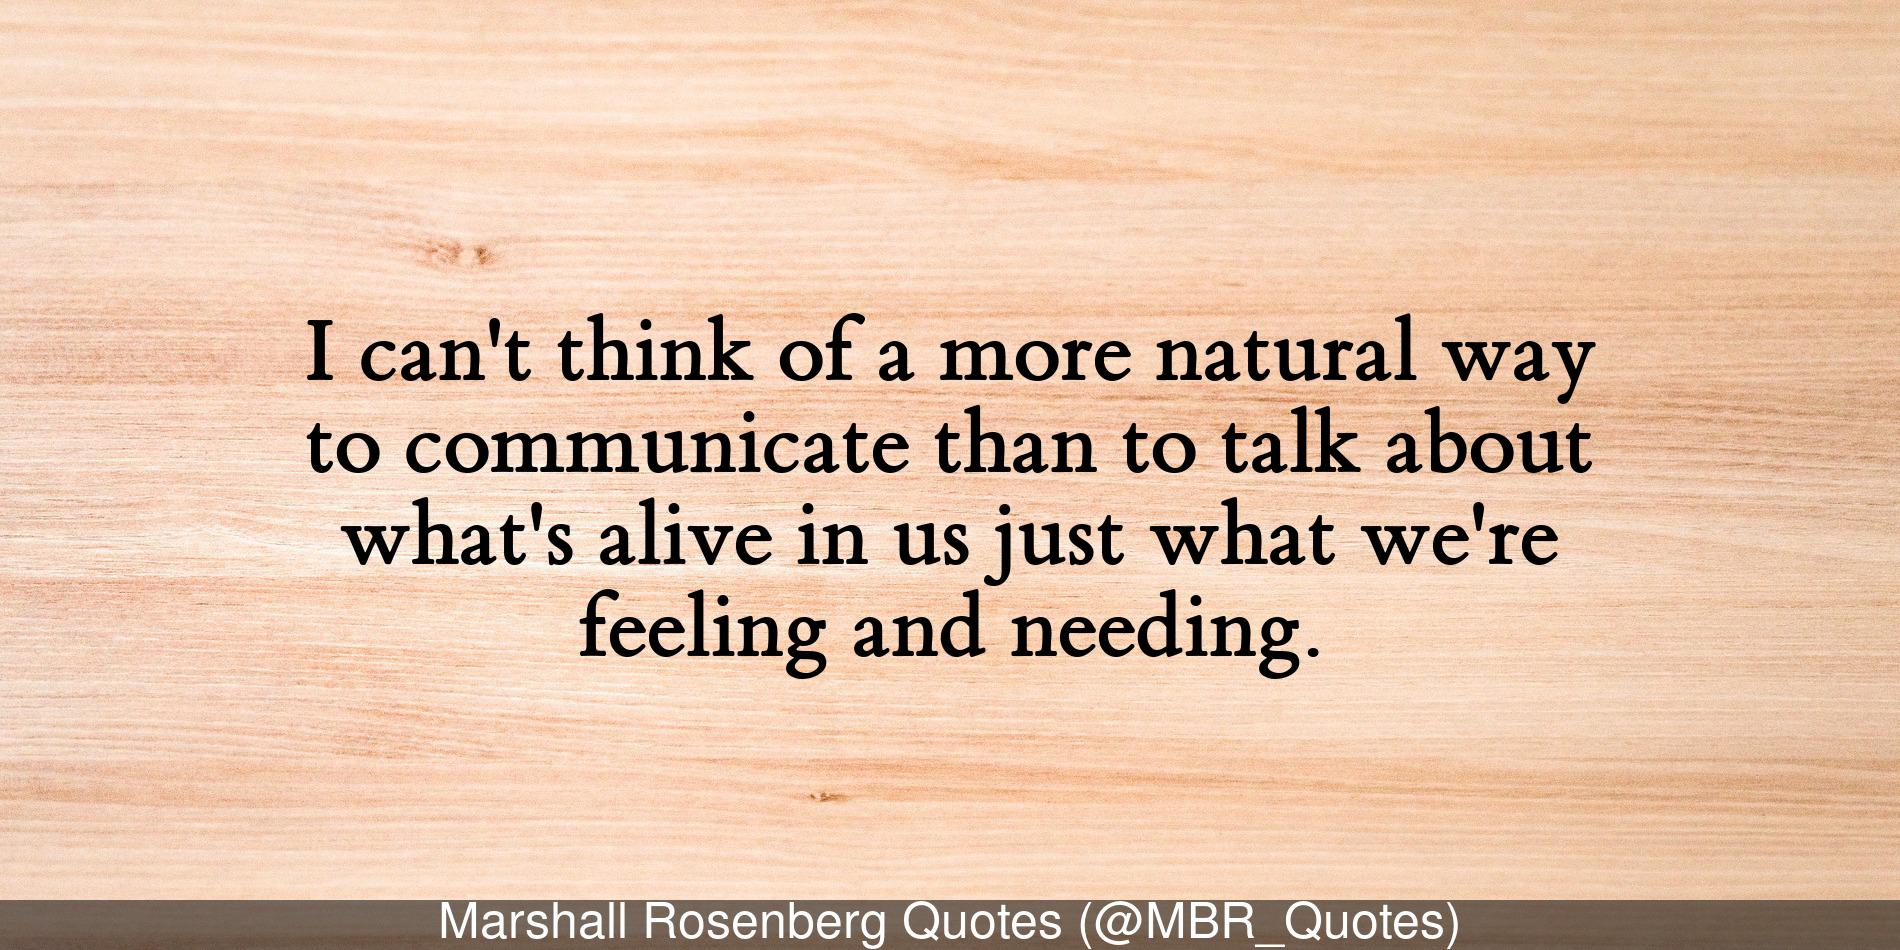 I can't think of a more natural way
to communicate than to talk about
what's alive in us just what we're
feeling and needing.
Marshall Rosenberg Quotes (@MBR_Quotes)